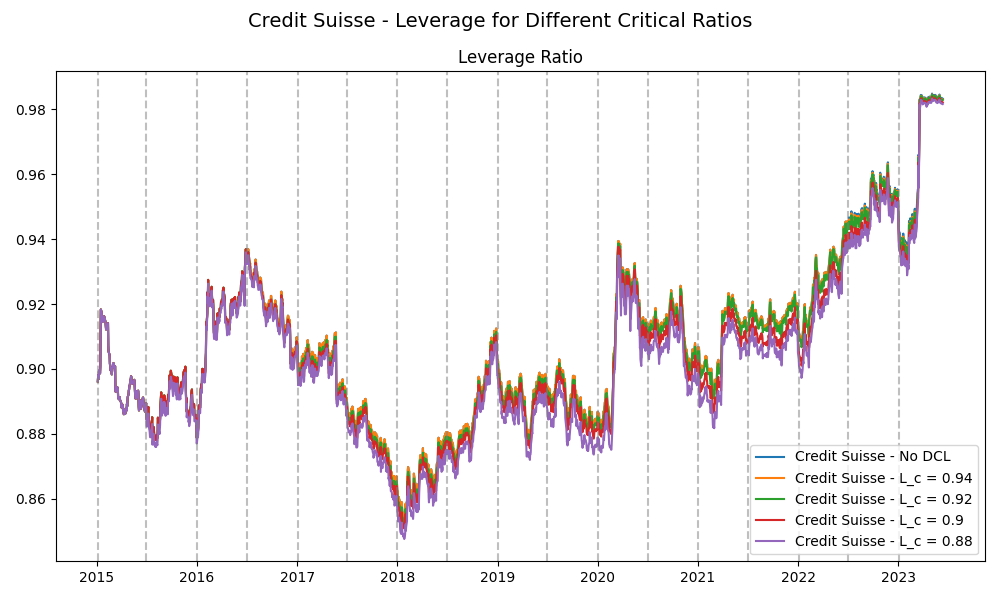 Credit Suisse - Leverage for Different Critical Ratios
Leverage Ratio
0.98
0.96
0.94
0.92
0.90
0.88
0.86
Credit Suisse - No DCL
Credit Suisse - L_c = 0.94
Credit Suisse - L_c = 0.92
Credit Suisse - L_c = 0.9
Credit Suisse - L_c = 0.88
2015 2016 2017 2018 2019 2020 2021 2022 2023